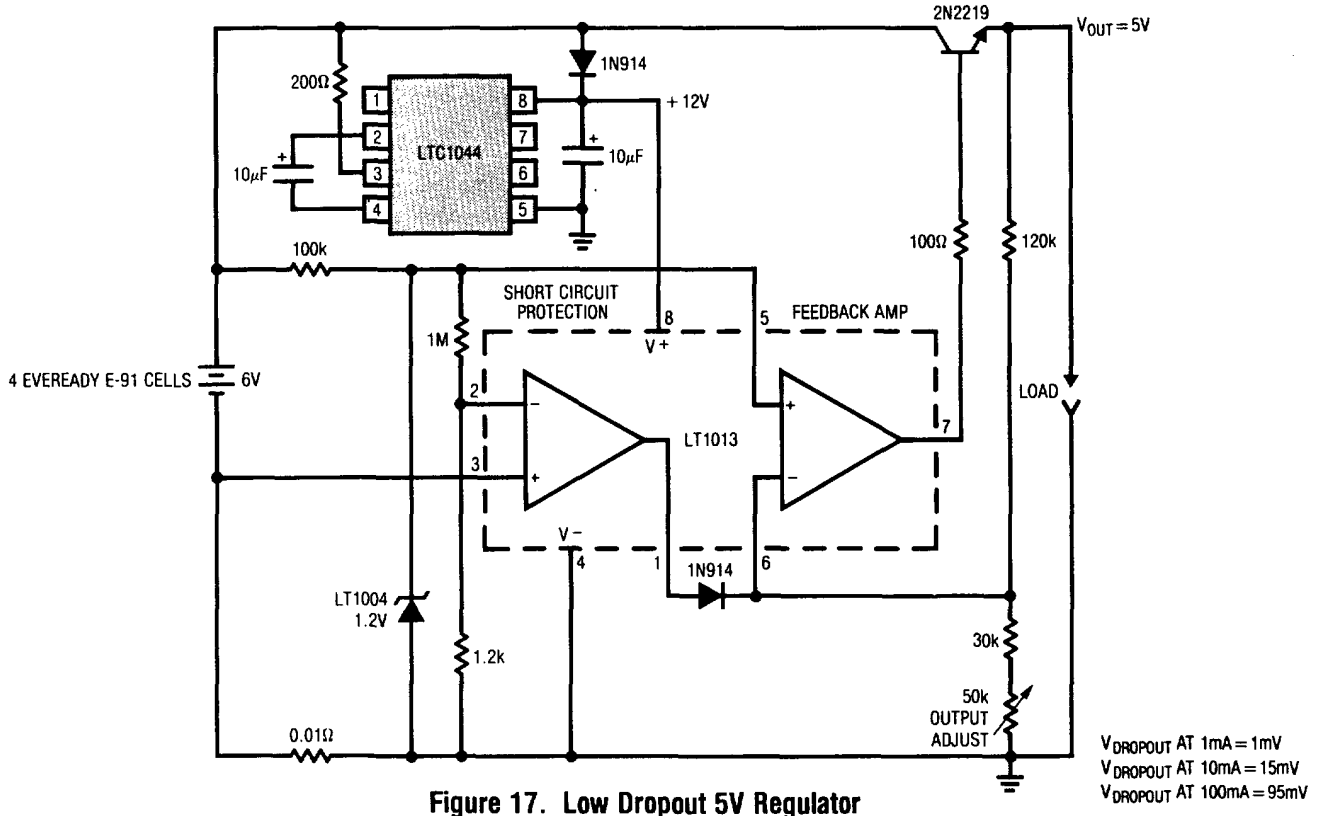 2N2219
V_OUT = 5V
200Ω
1N914
+ 12V
1
2
3
4
8
7
6
5
LTC1044
+
10µF
+
10µF
100k
100Ω
120k
SHORT CIRCUIT
PROTECTION
8
V+
5
FEEDBACK AMP
1M
4 EVEREADY E-91 CELLS
6V
2
−
3
+
LT1013
+
−
7
LOAD
V−
4
1
6
1N914
LT1004
1.2V
1.2k
30k
50k
OUTPUT
ADJUST
0.01Ω
V_DROPOUT AT 1mA = 1mV
V_DROPOUT AT 10mA = 15mV
V_DROPOUT AT 100mA = 95mV
Figure 17. Low Dropout 5V Regulator